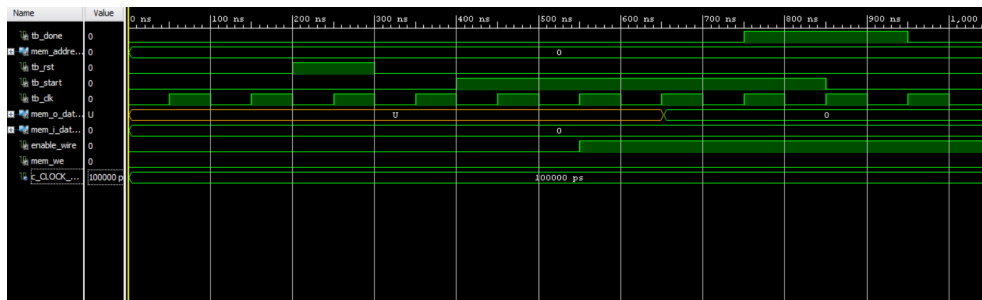 Name Value 0 ns 100 ns 200 ns 300 ns 400 ns 500 ns 600 ns 700 ns 800 ns 900 ns 1,000
tb_done 0
mem_addre... 0 0
tb_rst 0
tb_start 0
tb_clk 0
mem_o_dat... U U 0
mem_i_dat... 0 0
enable_wire 0
mem_we 0
c_CLOCK_... 100000 p 100000 ps